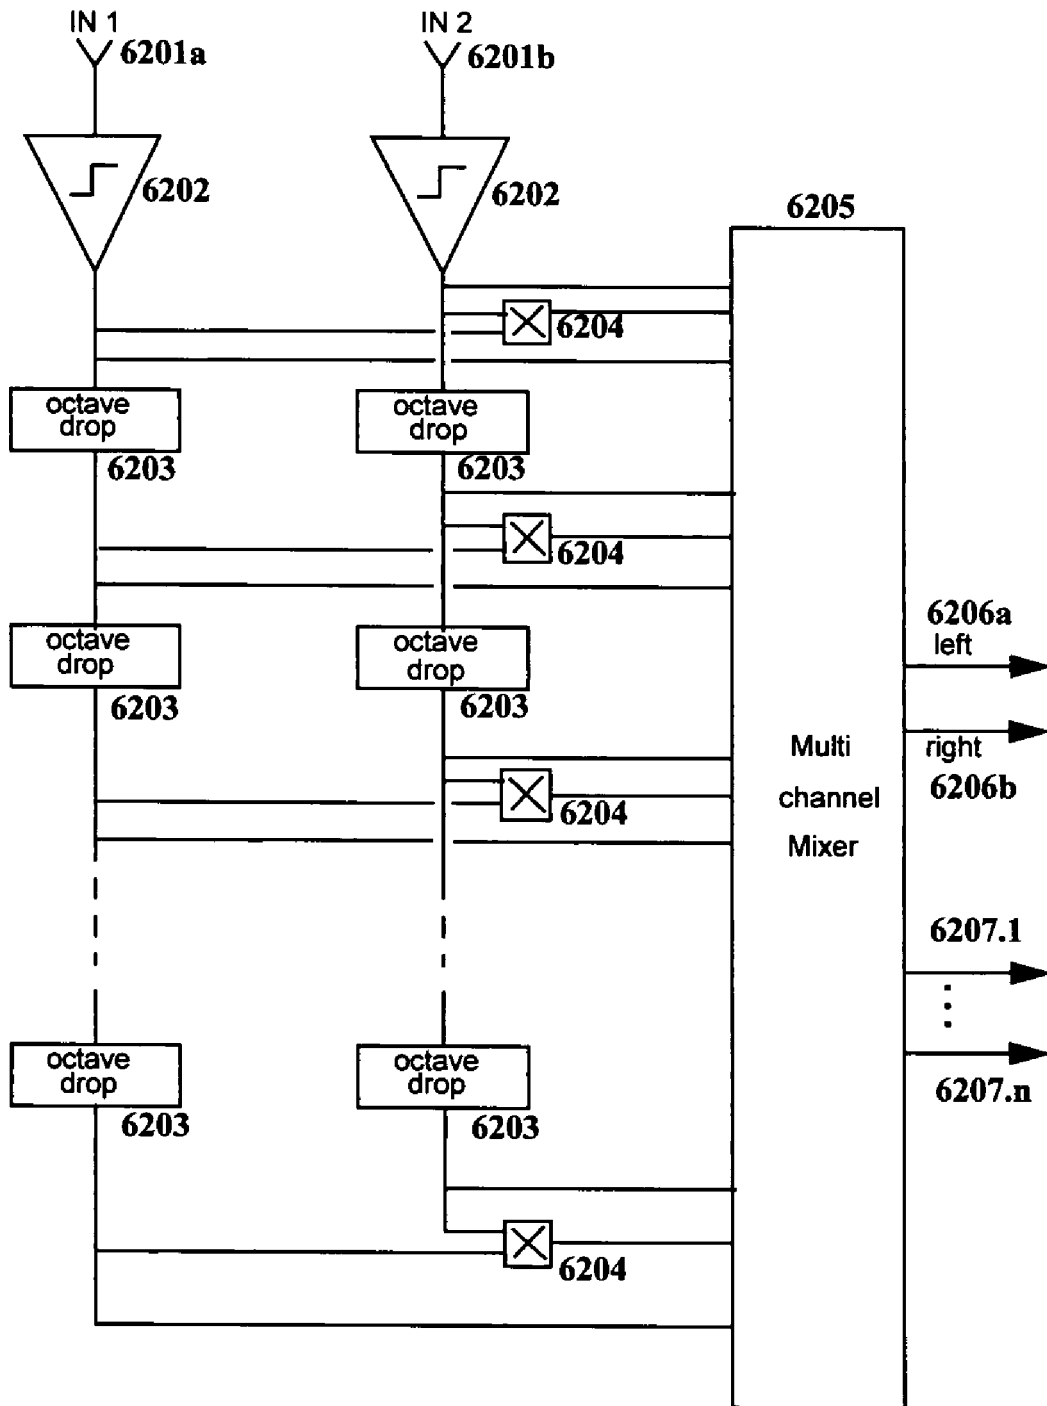 IN 1
6201a
IN 2
6201b
6202
6202
6205
6204
octave
drop
6203
octave
drop
6203
6204
octave
drop
6203
octave
drop
6203
6206a
left
right
6206b
Multi
channel
Mixer
6204
6207.1
6207.n
octave
drop
6203
octave
drop
6203
6204